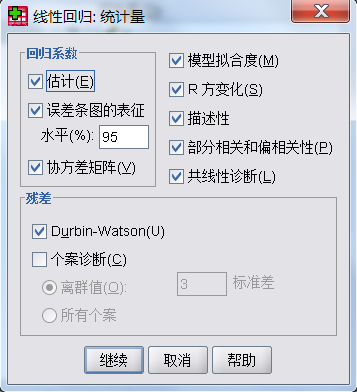 线性回归: 统计量
回归系数
估计(E)
误差条图的表征
水平(%): 95
协方差矩阵(V)
模型拟合度(M)
R 方变化(S)
描述性
部分相关和偏相关性(P)
共线性诊断(L)
残差
Durbin-Watson(U)
个案诊断(C)
离群值(O): 3 标准差
所有个案
继续 取消 帮助